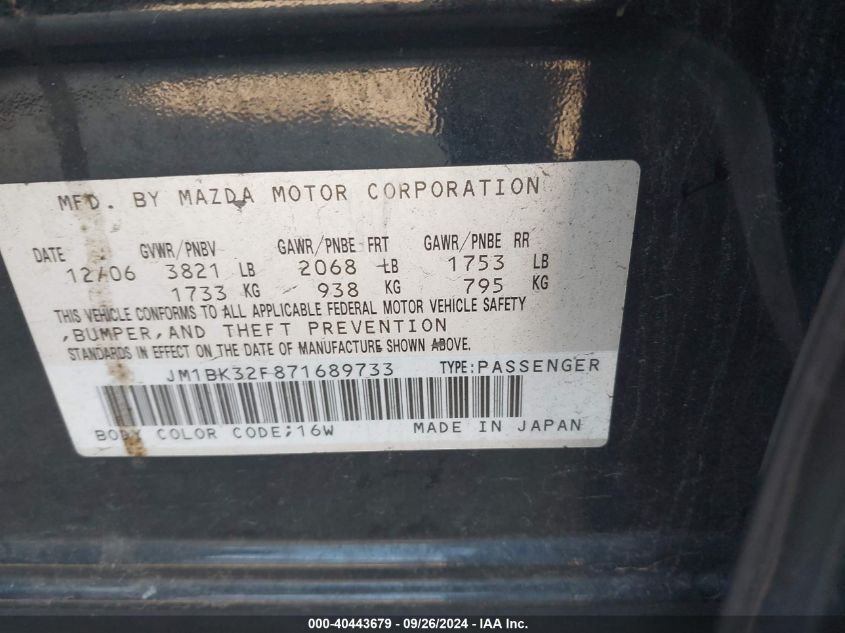 MFD. BY MAZDA MOTOR CORPORATION
DATE GVWR/PNBV GAWR/PNBE FRT GAWR/PNBE RR
12/06 3821 LB 2068 LB 1753 LB
1733 KG 938 KG 795 KG
THIS VEHICLE CONFORMS TO ALL APPLICABLE FEDERAL MOTOR VEHICLE SAFETY
,BUMPER,AND THEFT PREVENTION
STANDARDS IN EFFECT ON THE DATE OF MANUFACTURE SHOWN ABOVE.
JM1BK32F871689733 TYPE:PASSENGER
BODY COLOR CODE;16W MADE IN JAPAN
000-40443679 - 09/26/2024 - IAA Inc.